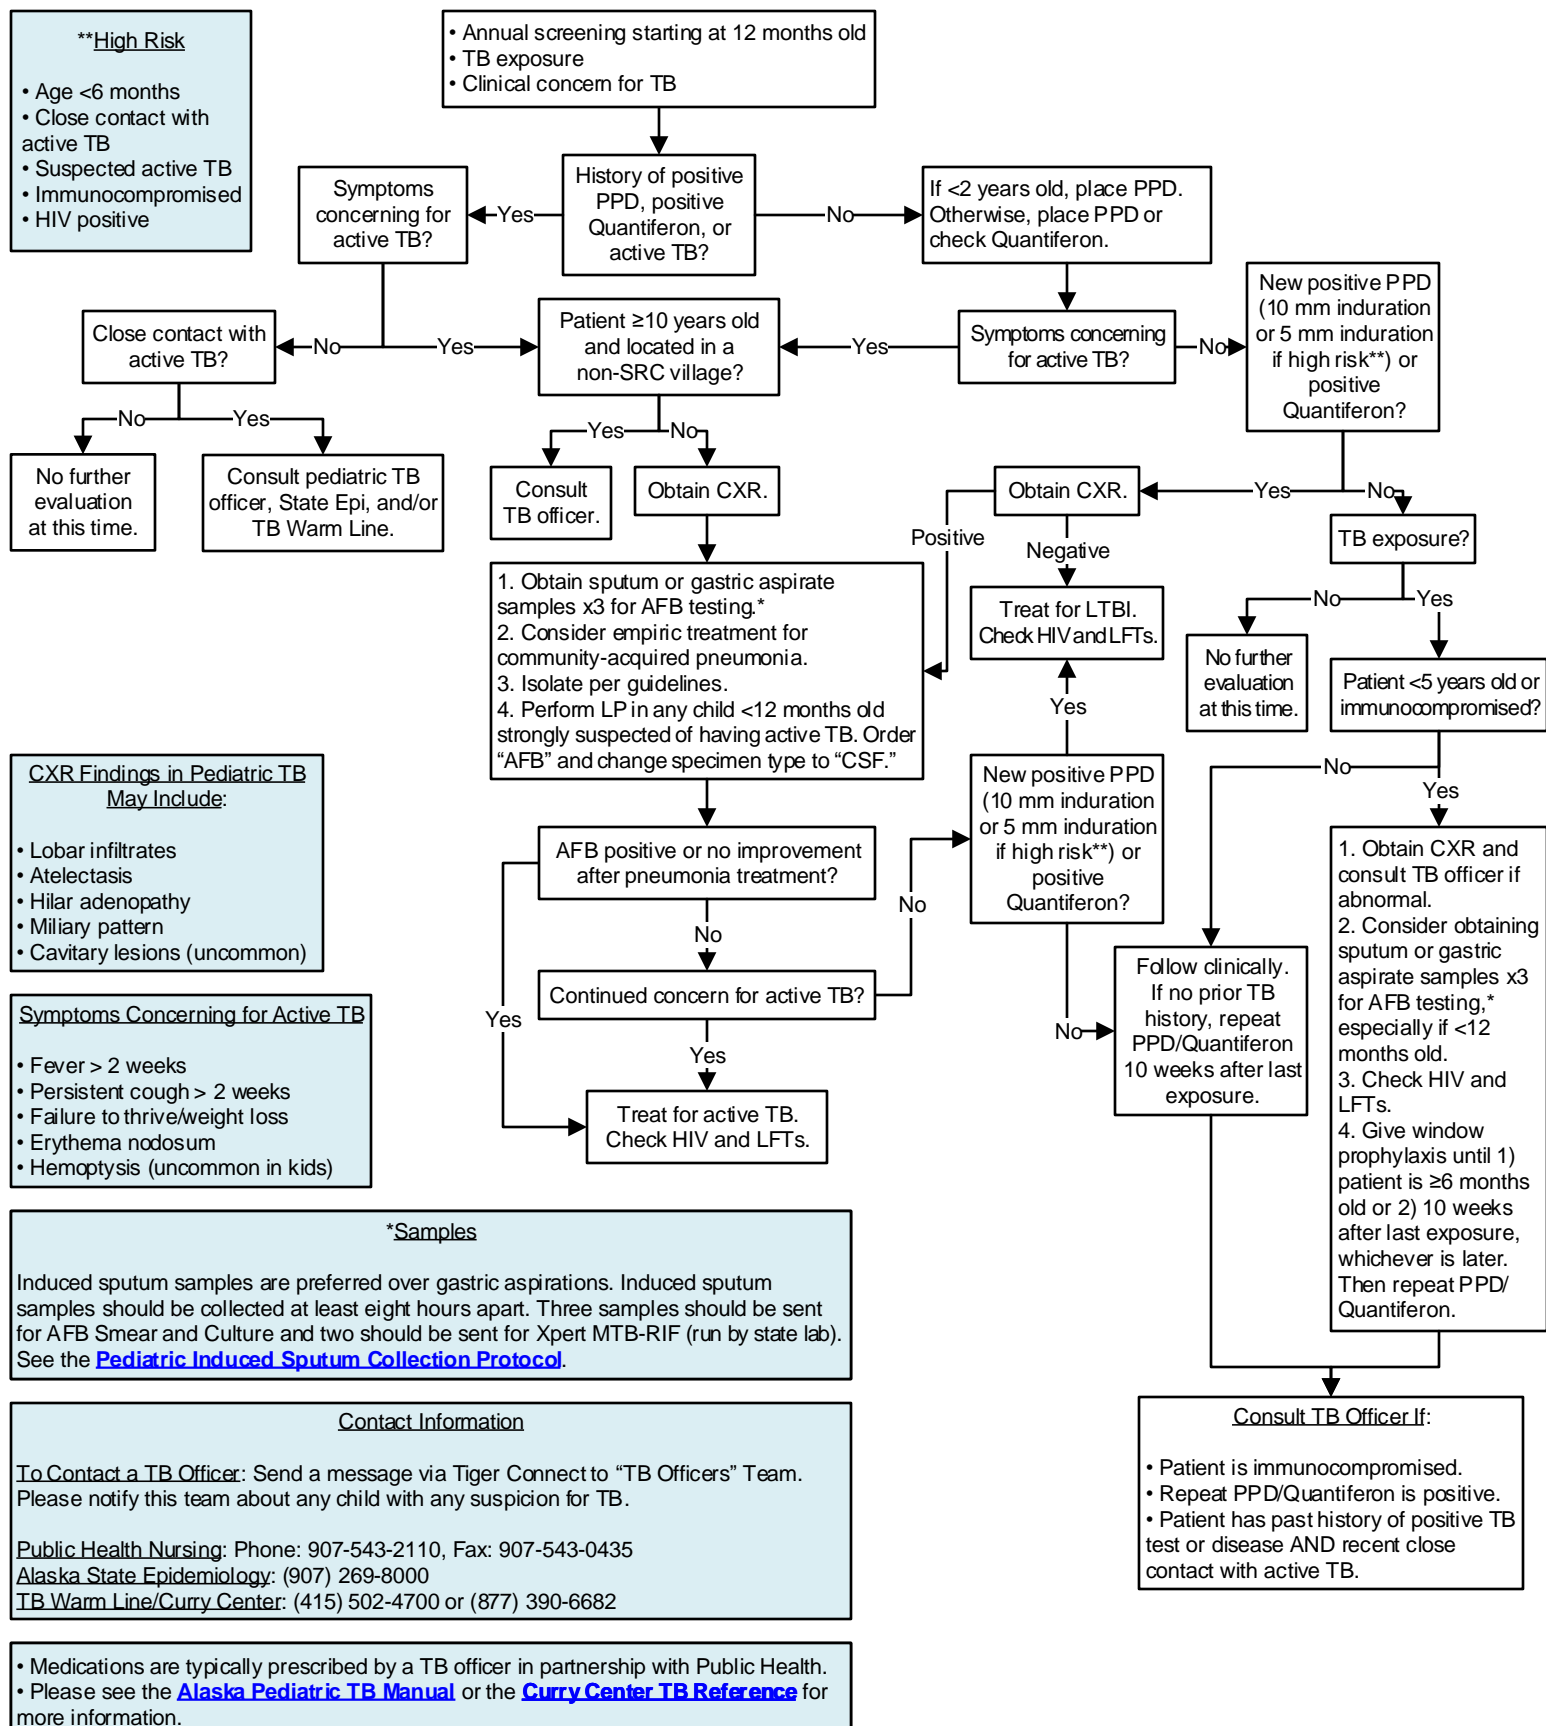 **High Risk
• Age <6 months
• Close contact with
active TB
• Suspected active TB
• Immunocompromised
• HIV positive
• Annual screening starting at 12 months old
• TB exposure
• Clinical concern for TB
Symptoms
concerning for
active TB?
Yes
History of positive
PPD, positive
Quantiferon, or
active TB?
No
If <2 years old, place PPD.
Otherwise, place PPD or
check Quantiferon.
Close contact with
active TB?
No
Yes
Patient ≥10 years old
and located in a
non-SRC village?
Yes
Symptoms concerning
for active TB?
No
New positive PPD
(10 mm induration
or 5 mm induration
if high risk**) or
positive
Quantiferon?
No
Yes
No further
evaluation
at this time.
Consult pediatric TB
officer, State Epi, and/or
TB Warm Line.
Yes
No
Consult
TB officer.
Obtain CXR.
Obtain CXR.
Yes
No
Positive
Negative
TB exposure?
1. Obtain sputum or gastric aspirate
samples x3 for AFB testing.*
2. Consider empiric treatment for
community-acquired pneumonia.
3. Isolate per guidelines.
4. Perform LP in any child <12 months old
strongly suspected of having active TB. Order
“AFB” and change specimen type to “CSF.”
Treat for LTBI.
Check HIV and LFTs.
No
Yes
No further
evaluation
at this time.
Patient <5 years old or
immunocompromised?
Yes
No
Yes
CXR Findings in Pediatric TB
May Include:
• Lobar infiltrates
• Atelectasis
• Hilar adenopathy
• Miliary pattern
• Cavitary lesions (uncommon)
AFB positive or no improvement
after pneumonia treatment?
No
Yes
New positive PPD
(10 mm induration
or 5 mm induration
if high risk**) or
positive
Quantiferon?
No
No
Continued concern for active TB?
Yes
Treat for active TB.
Check HIV and LFTs.
Follow clinically.
If no prior TB
history, repeat
PPD/Quantiferon
10 weeks after last
exposure.
1. Obtain CXR and
consult TB officer if
abnormal.
2. Consider obtaining
sputum or gastric
aspirate samples x3
for AFB testing,*
especially if <12
months old.
3. Check HIV and
LFTs.
4. Give window
prophylaxis until 1)
patient is ≥6 months
old or 2) 10 weeks
after last exposure,
whichever is later.
Then repeat PPD/
Quantiferon.
Symptoms Concerning for Active TB
• Fever > 2 weeks
• Persistent cough > 2 weeks
• Failure to thrive/weight loss
• Erythema nodosum
• Hemoptysis (uncommon in kids)
*Samples
Induced sputum samples are preferred over gastric aspirations. Induced sputum
samples should be collected at least eight hours apart. Three samples should be sent
for AFB Smear and Culture and two should be sent for Xpert MTB-RIF (run by state lab).
See the Pediatric Induced Sputum Collection Protocol.
Contact Information
To Contact a TB Officer: Send a message via Tiger Connect to “TB Officers” Team.
Please notify this team about any child with any suspicion for TB.
Public Health Nursing: Phone: 907-543-2110, Fax: 907-543-0435
Alaska State Epidemiology: (907) 269-8000
TB Warm Line/Curry Center: (415) 502-4700 or (877) 390-6682
Consult TB Officer If:
• Patient is immunocompromised.
• Repeat PPD/Quantiferon is positive.
• Patient has past history of positive TB
test or disease AND recent close
contact with active TB.
• Medications are typically prescribed by a TB officer in partnership with Public Health.
• Please see the Alaska Pediatric TB Manual or the Curry Center TB Reference for
more information.